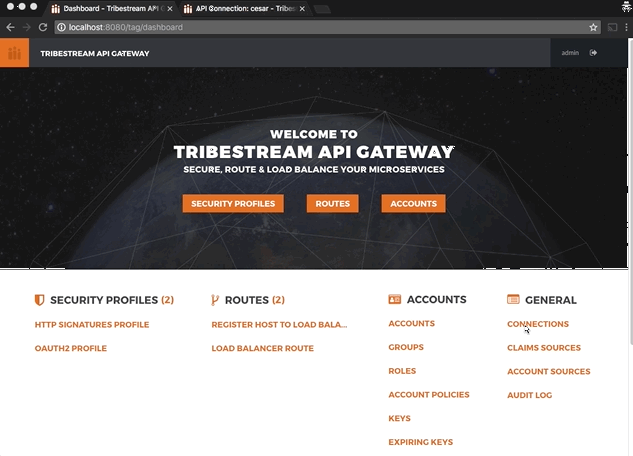 Dashboard - Tribestream API G
API Connection: cesar - Tribes
localhost:8080/tag/dashboard
TRIBESTREAM API GATEWAY
admin
WELCOME TO
TRIBESTREAM API GATEWAY
SECURE, ROUTE & LOAD BALANCE YOUR MICROSERVICES
SECURITY PROFILES
ROUTES
ACCOUNTS
SECURITY PROFILES (2)
HTTP SIGNATURES PROFILE
OAUTH2 PROFILE
ROUTES (2)
REGISTER HOST TO LOAD BALA...
LOAD BALANCER ROUTE
ACCOUNTS
ACCOUNTS
GROUPS
ROLES
ACCOUNT POLICIES
KEYS
EXPIRING KEYS
GENERAL
CONNECTIONS
CLAIMS SOURCES
ACCOUNT SOURCES
AUDIT LOG